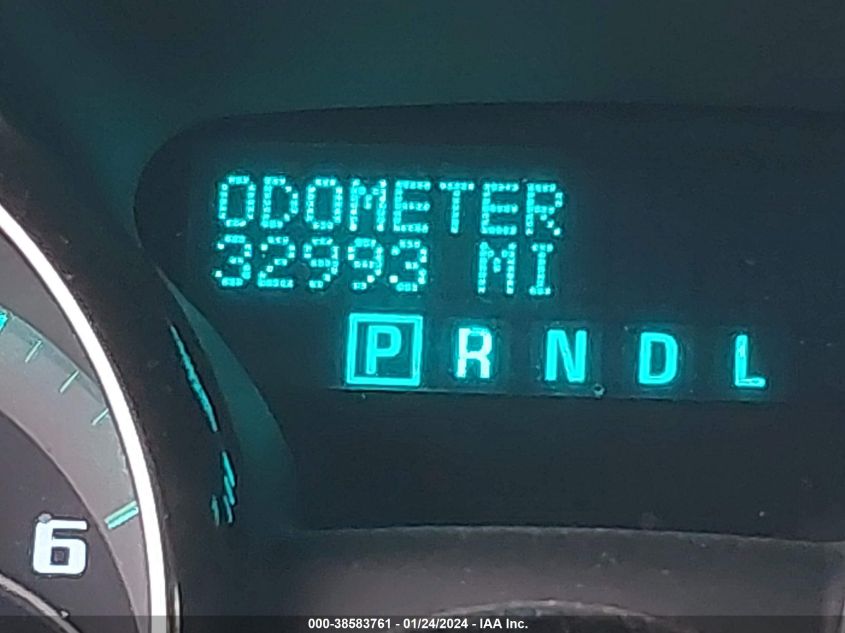 ODOMETER
32993 MI
P R N D L
6
000-38583761 - 01/24/2024 - IAA Inc.